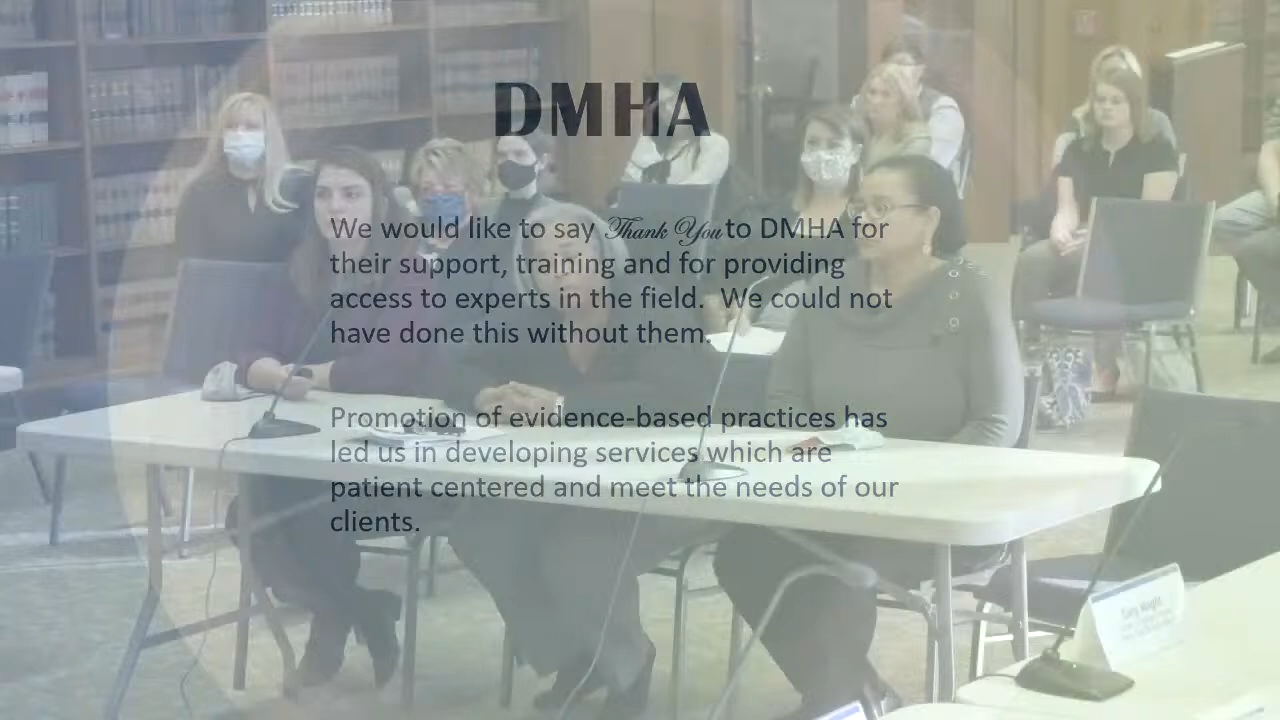 DMHA
We would like to say Thank You to DMHA for
their support, training and for providing
access to experts in the field.  We could not
have done this without them.
Promotion of evidence-based practices has
led us in developing services which are
patient centered and meet the needs of our
clients.